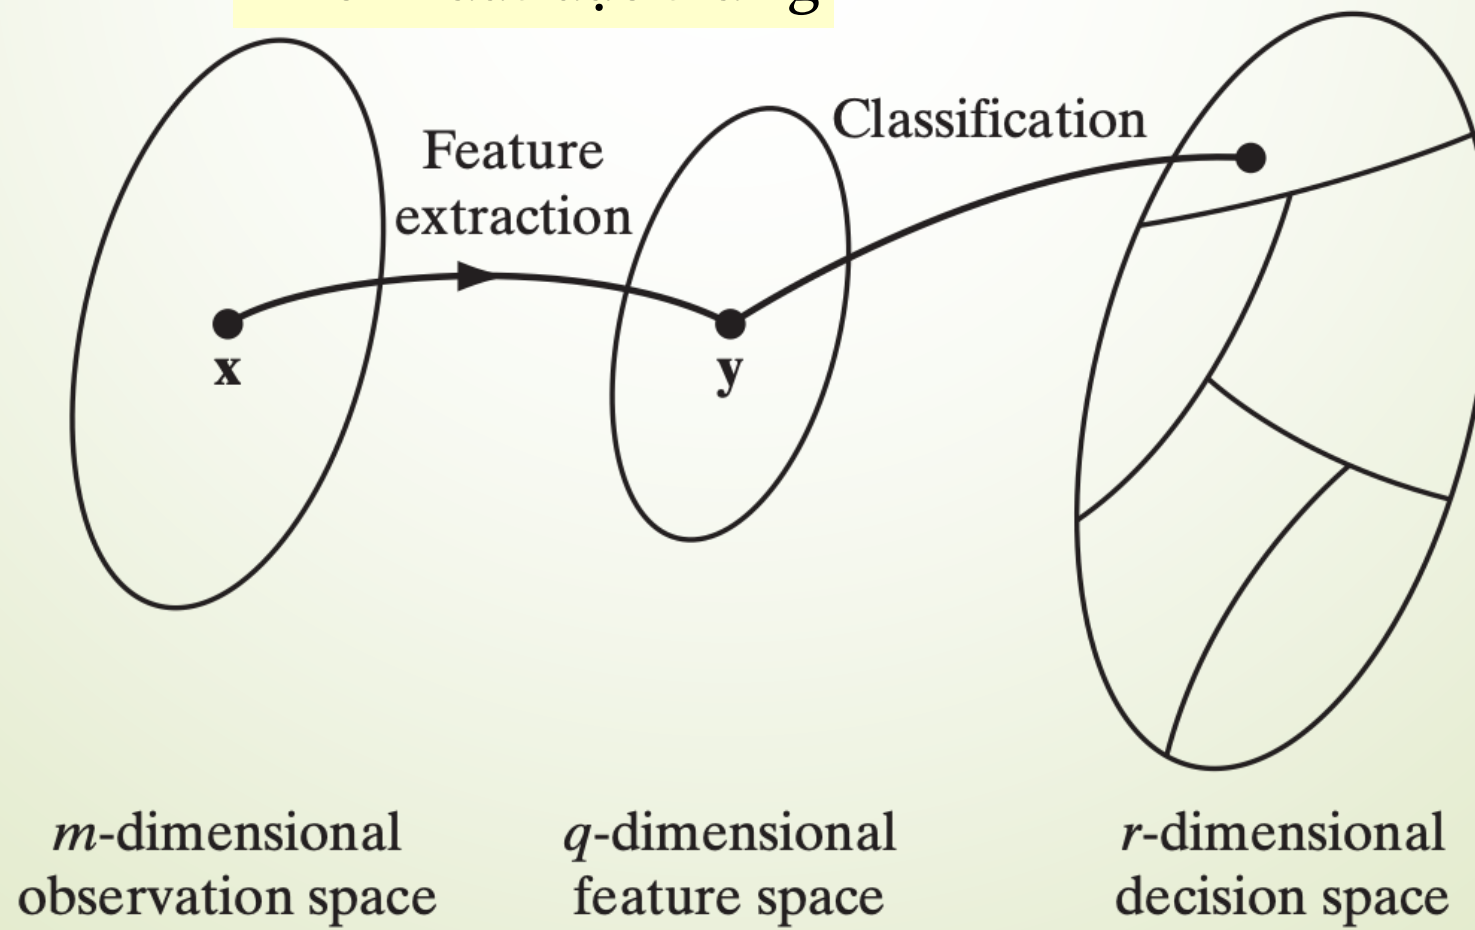 Classification
Feature
extraction
x
y
m-dimensional
observation space
q-dimensional
feature space
r-dimensional
decision space